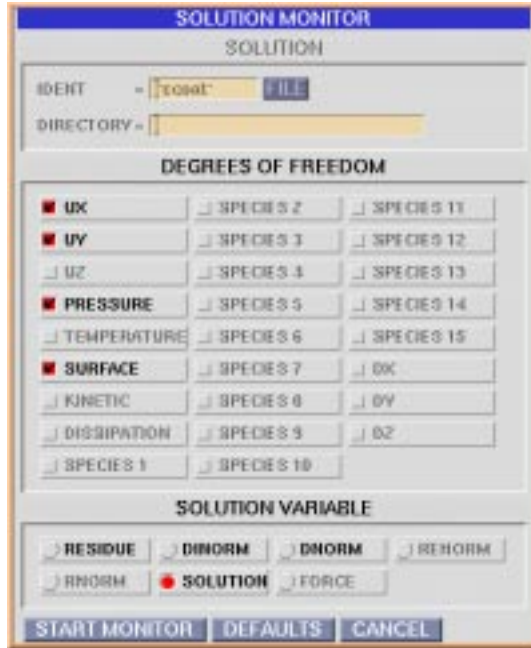 SOLUTION MONITOR
SOLUTION
IDENT = FILE
DIRECTORY =
DEGREES OF FREEDOM
UX SPECIES 2 SPECIES 11
UY SPECIES 3 SPECIES 12
UZ SPECIES 4 SPECIES 13
PRESSURE SPECIES 5 SPECIES 14
TEMPERATURE SPECIES 6 SPECIES 15
SURFACE SPECIES 7 DX
KINETIC SPECIES 8 DY
DISSIPATION SPECIES 9 DZ
SPECIES 1 SPECIES 10
SOLUTION VARIABLE
RESIDUE DINORM DNORM RENORM
RNORM SOLUTION FORCE
START MONITOR DEFAULTS CANCEL